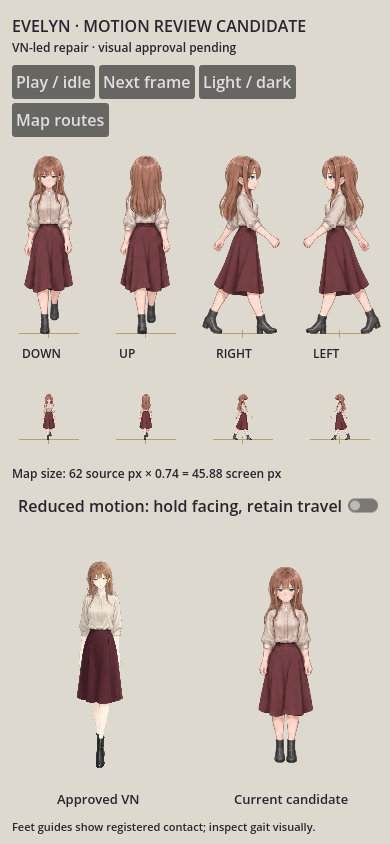 EVELYN · MOTION REVIEW CANDIDATE
VN-led repair · visual approval pending
Play / idle
Next frame
Light / dark
Map routes
DOWN
UP
RIGHT
LEFT
Map size: 62 source px × 0.74 = 45.88 screen px
Reduced motion: hold facing, retain travel
Approved VN
Current candidate
Feet guides show registered contact; inspect gait visually.